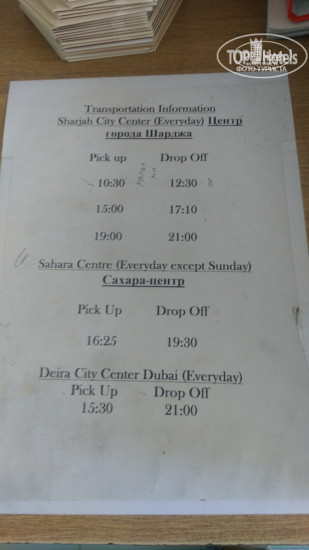 TOP Hotels
ФОТО ТУРИСТА
Transportation Information
Sharjah City Center (Everyday) Центр
города Шарджа
Pick up Drop Off
10:30 12:30
15:00 17:10
19:00 21:00
Sahara Centre (Everyday except Sunday)
Сахара-центр
Pick Up Drop Off
16:25 19:30
Deira City Center Dubai (Everyday)
Pick Up Drop Off
15:30 21:00